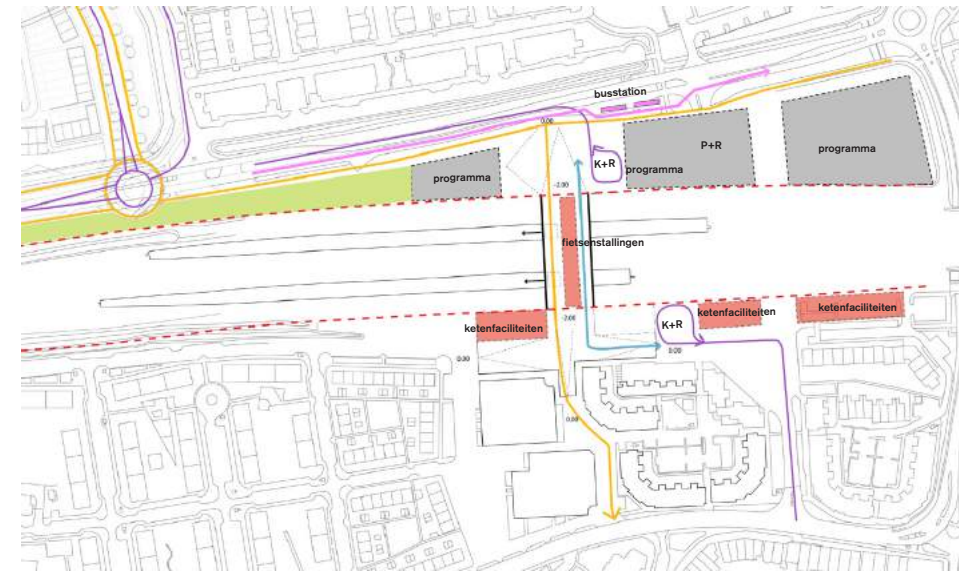 busstation
0.00
P+R
programma
K+R
programma
programma
-2.00
fietsenstallingen
ketenfaciliteiten
ketenfaciliteiten
-2.00
K+R
ketenfaciliteiten
0.00
0.00
0.00